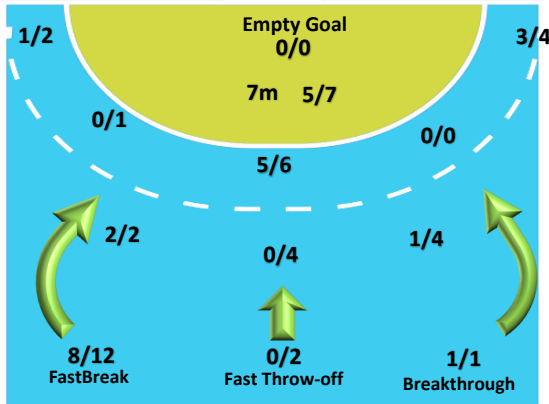 Empty Goal
1/2 0/0 3/4
7m 5/7
0/1 0/0
5/6
2/2 1/4
0/4
8/12 0/2 1/1
FastBreak Fast Throw-off Breakthrough